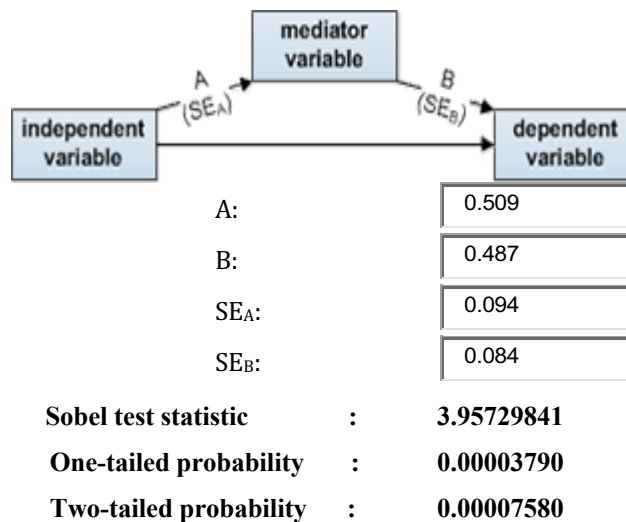 mediator
variable
A
(SEA)
B
(SEB)
independent
variable
dependent
variable
A: 0.509
B: 0.487
SEA: 0.094
SEB: 0.084
Sobel test statistic : 3.95729841
One-tailed probability : 0.00003790
Two-tailed probability : 0.00007580